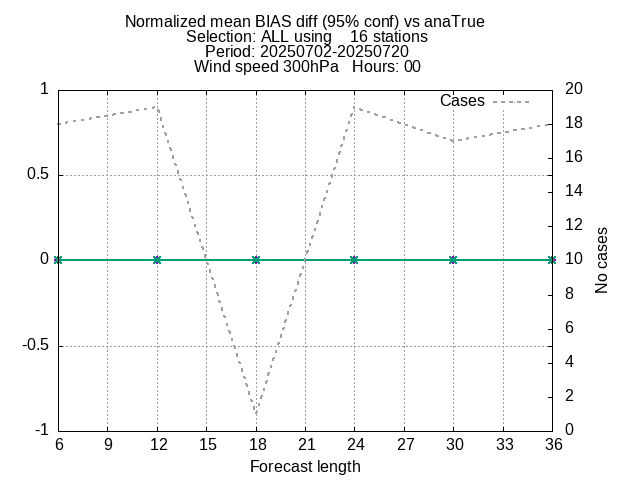 Normalized mean BIAS diff (95% conf) vs anaTrue
Selection: ALL using    16 stations
Period: 20250702-20250720
Wind speed 300hPa   Hours: 00
Cases
1
0.5
0
-0.5
-1
20
18
16
14
12
10
8
6
4
2
0
No cases
6 9 12 15 18 21 24 27 30 33 36
Forecast length